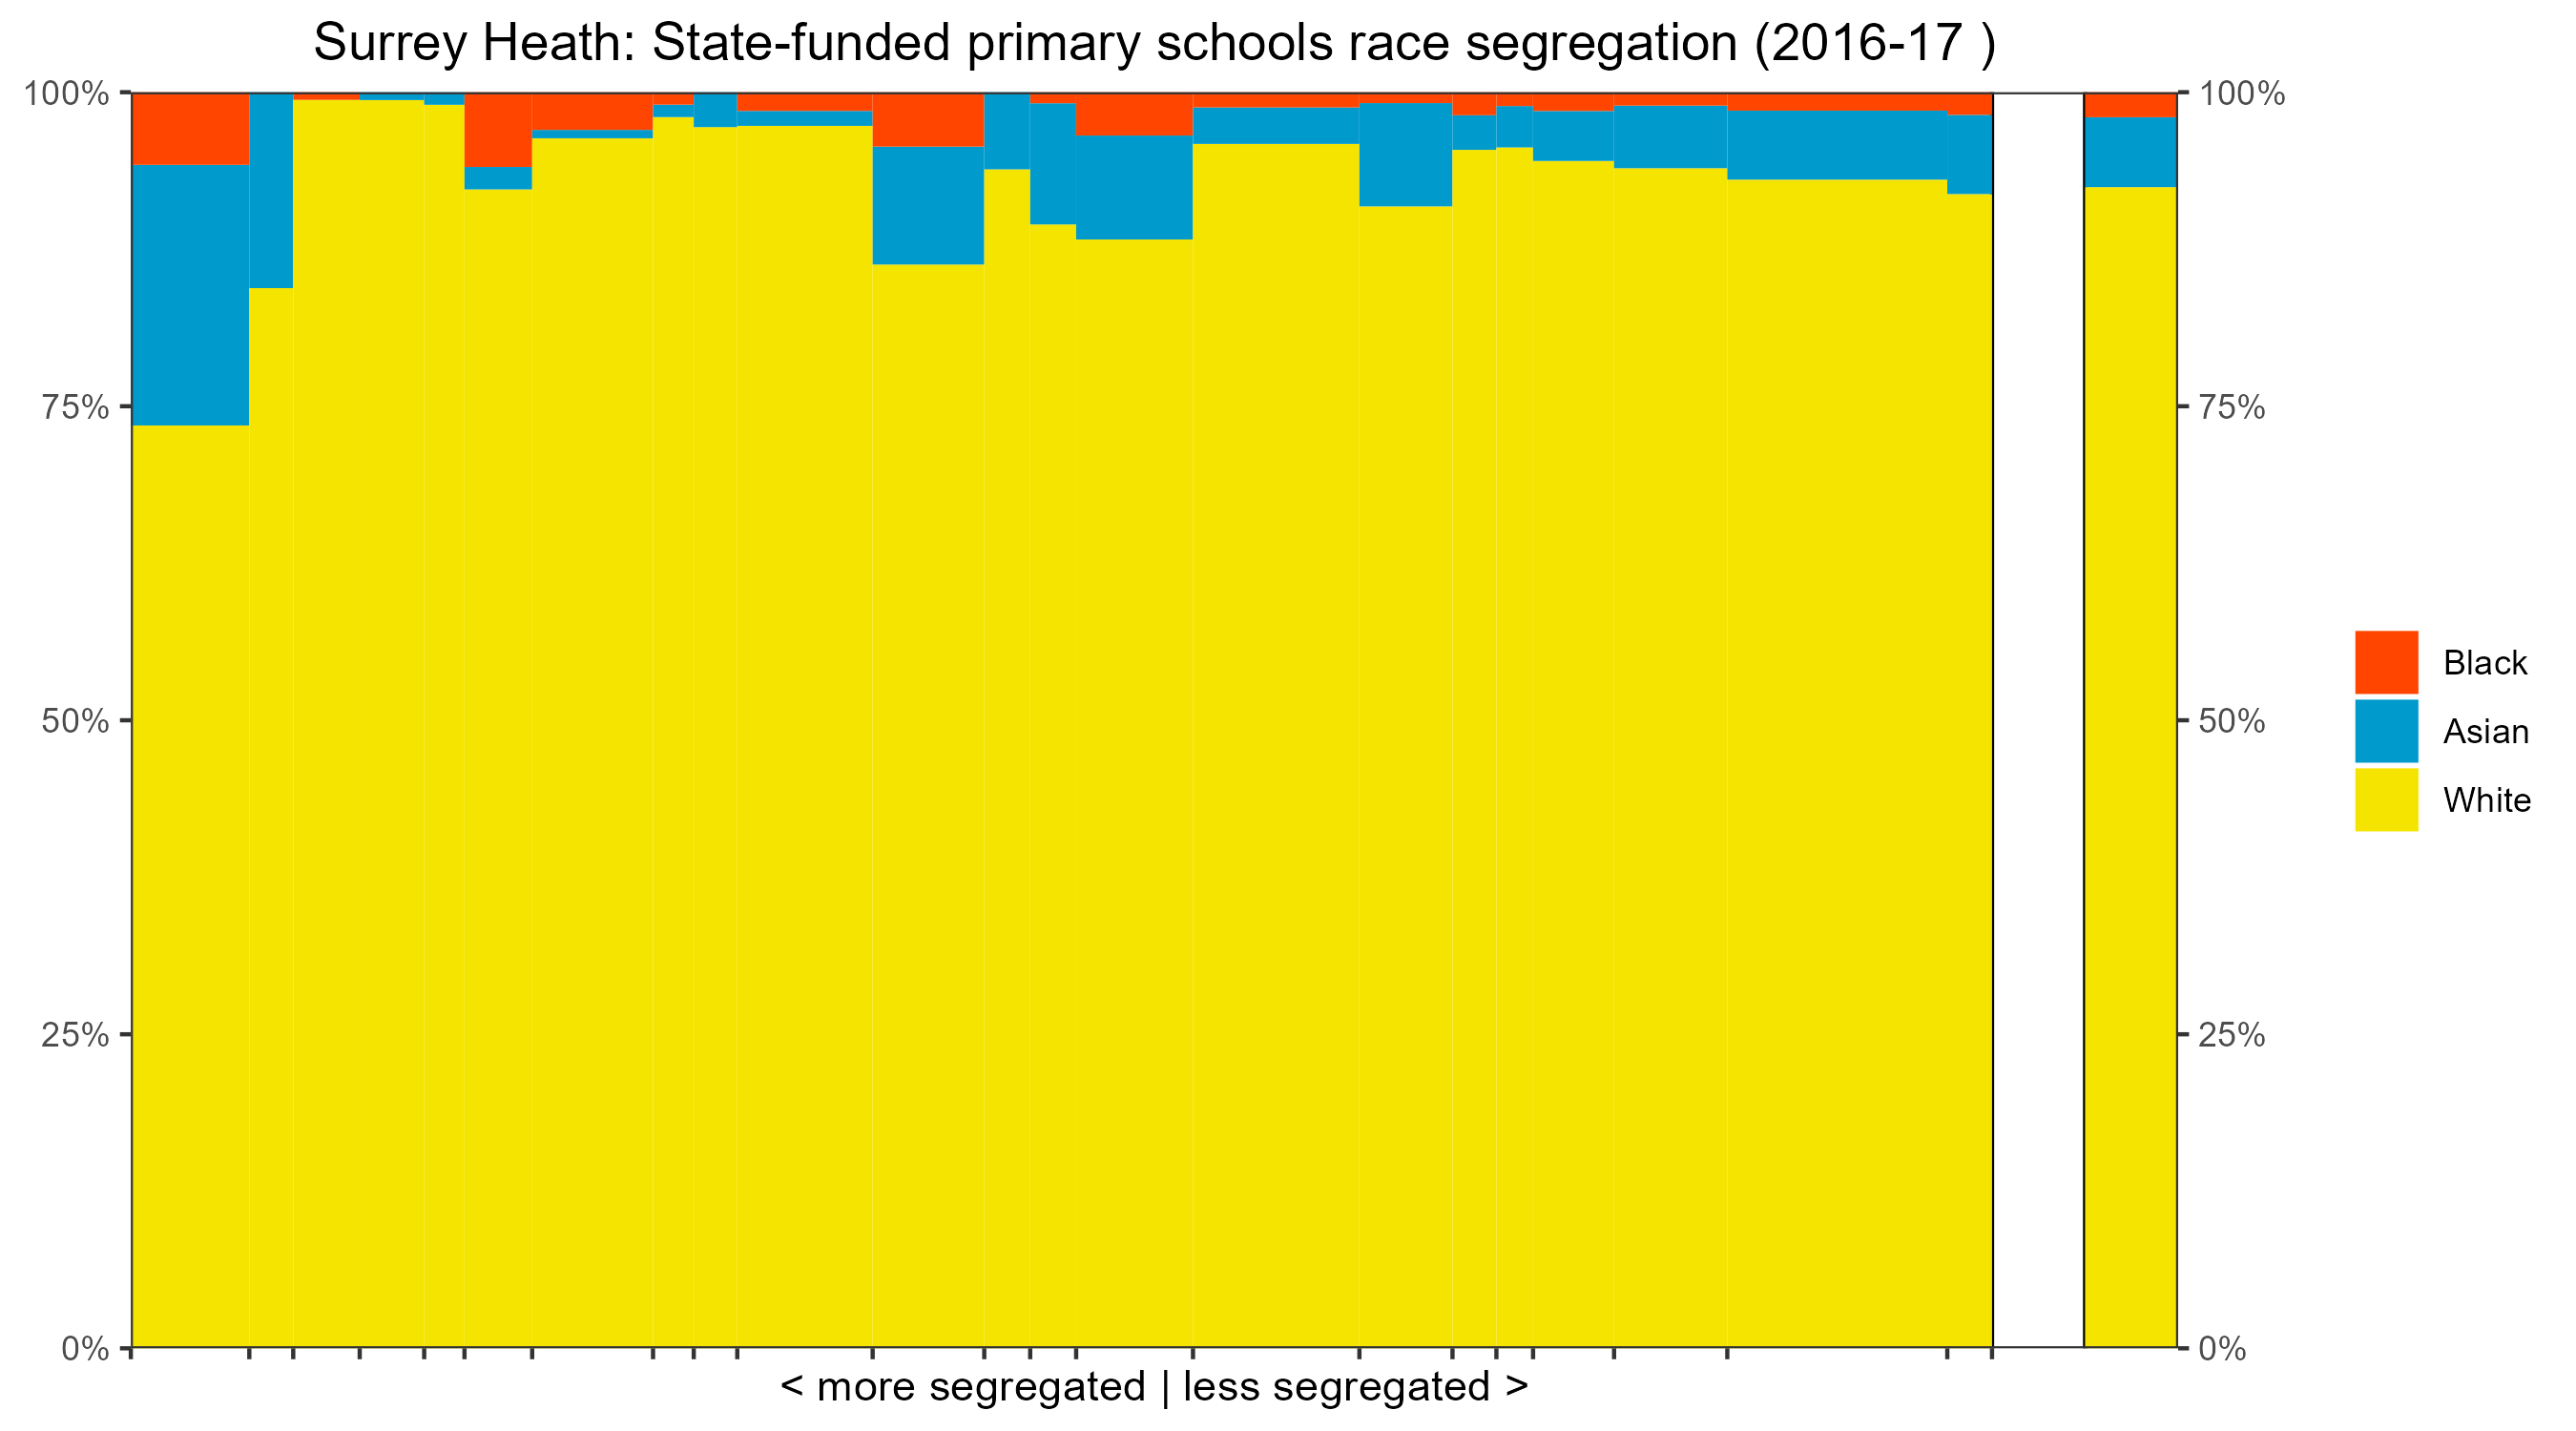 Surrey Heath: State-funded primary schools race segregation (2016-17 )
100%
75%
50%
25%
0%
100%
75%
50%
25%
0%
Black
Asian
White
< more segregated | less segregated >